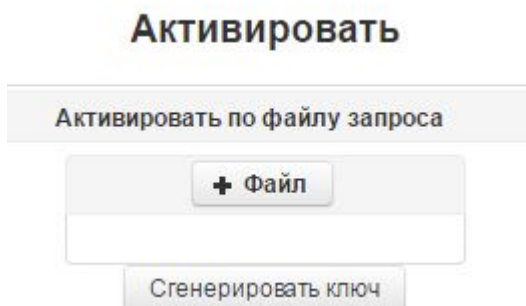 Активировать
Активировать по файлу запроса
+ Файл
Сгенерировать ключ